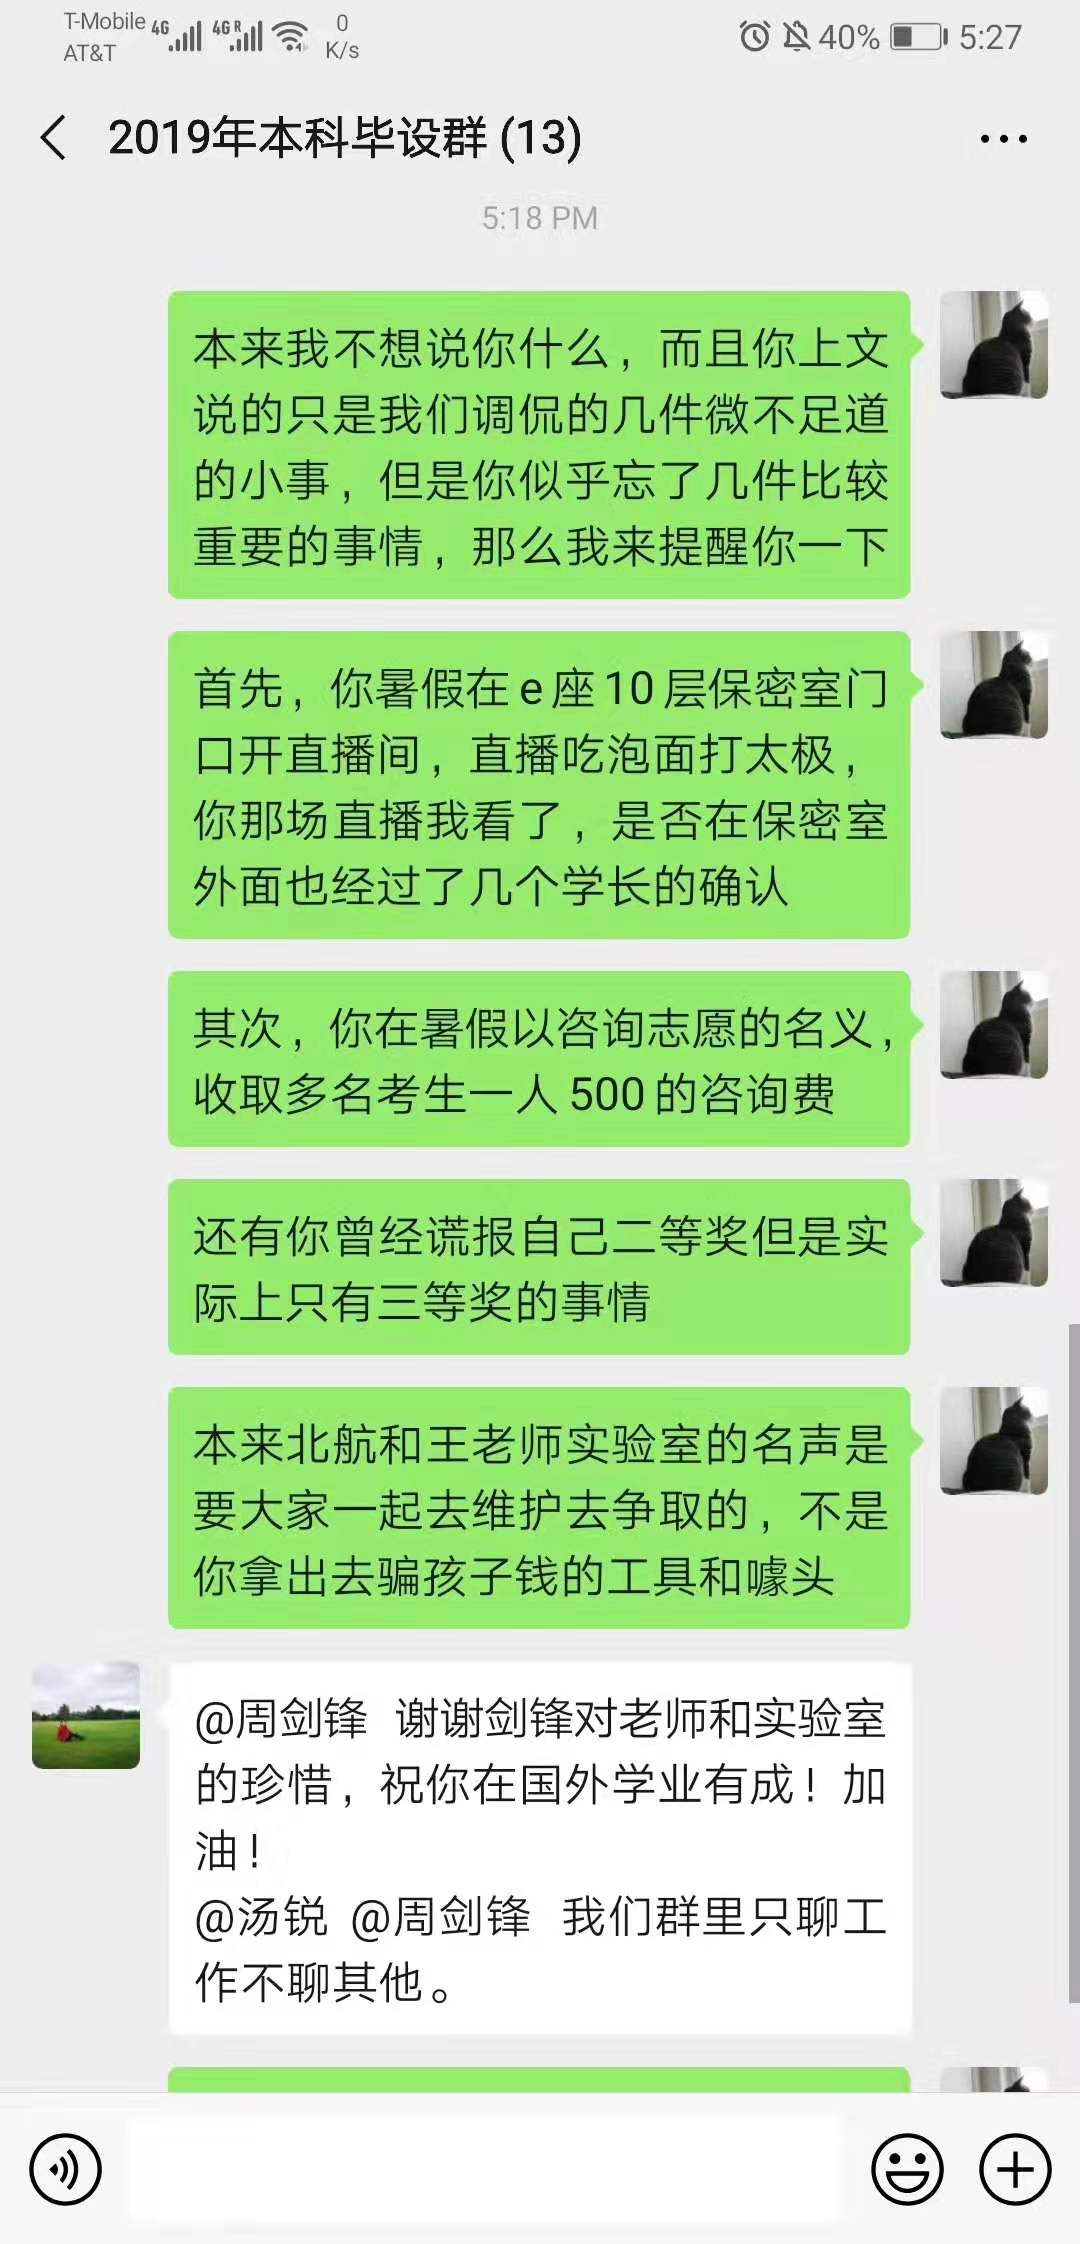 T-Mobile 4G 4G R 0 40% 5:27
AT&T K/s
2019年本科毕设群 (13)
5:18 PM
本来我不想说你什么，而且你上文
说的只是我们调侃的几件微不足道
的小事，但是你似乎忘了几件比较
重要的事情，那么我来提醒你一下
首先，你暑假在e座10层保密室门
口开直播间，直播吃泡面打太极，
你那场直播我看了，是否在保密室
外面也经过了几个学长的确认
其次，你在暑假以咨询志愿的名义，
收取多名考生一人500的咨询费
还有你曾经谎报自己二等奖但是实
际上只有三等奖的事情
本来北航和王老师实验室的名声是
要大家一起去维护去争取的，不是
你拿出去骗孩子钱的工具和噱头
@周剑锋 谢谢剑锋对老师和实验室
的珍惜，祝你在国外学业有成！加
油！
@汤锐 @周剑锋 我们群里只聊工
作不聊其他。